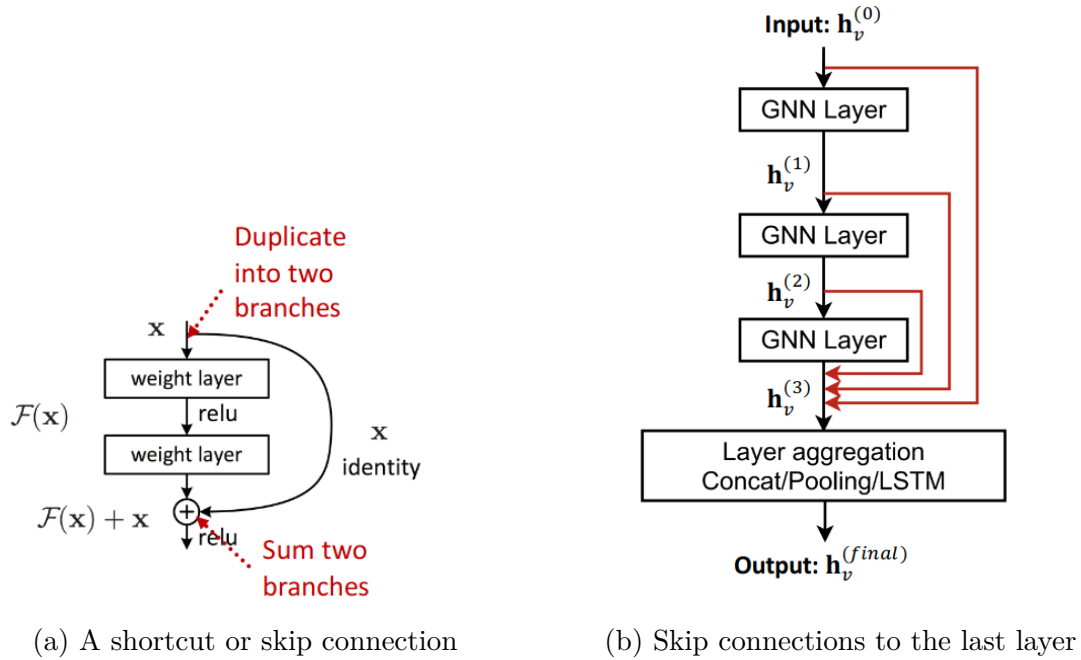 Duplicate
into two
branches
x
weight layer
relu
F(x)
weight layer
x
identity
F(x) + x
relu
Sum two
branches
(a) A shortcut or skip connection
Input: h_v^(0)
GNN Layer
h_v^(1)
GNN Layer
h_v^(2)
GNN Layer
h_v^(3)
Layer aggregation
Concat/Pooling/LSTM
Output: h_v^(final)
(b) Skip connections to the last layer